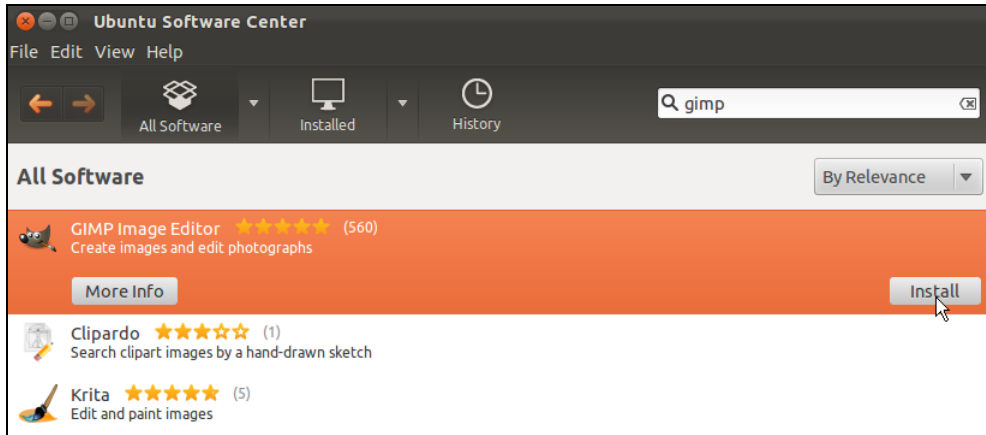 Ubuntu Software Center
File Edit View Help
All Software
Installed
History
gimp
All Software
By Relevance
GIMP Image Editor (560)
Create images and edit photographs
More Info
Install
Clipardo (1)
Search clipart images by a hand-drawn sketch
Krita (5)
Edit and paint images